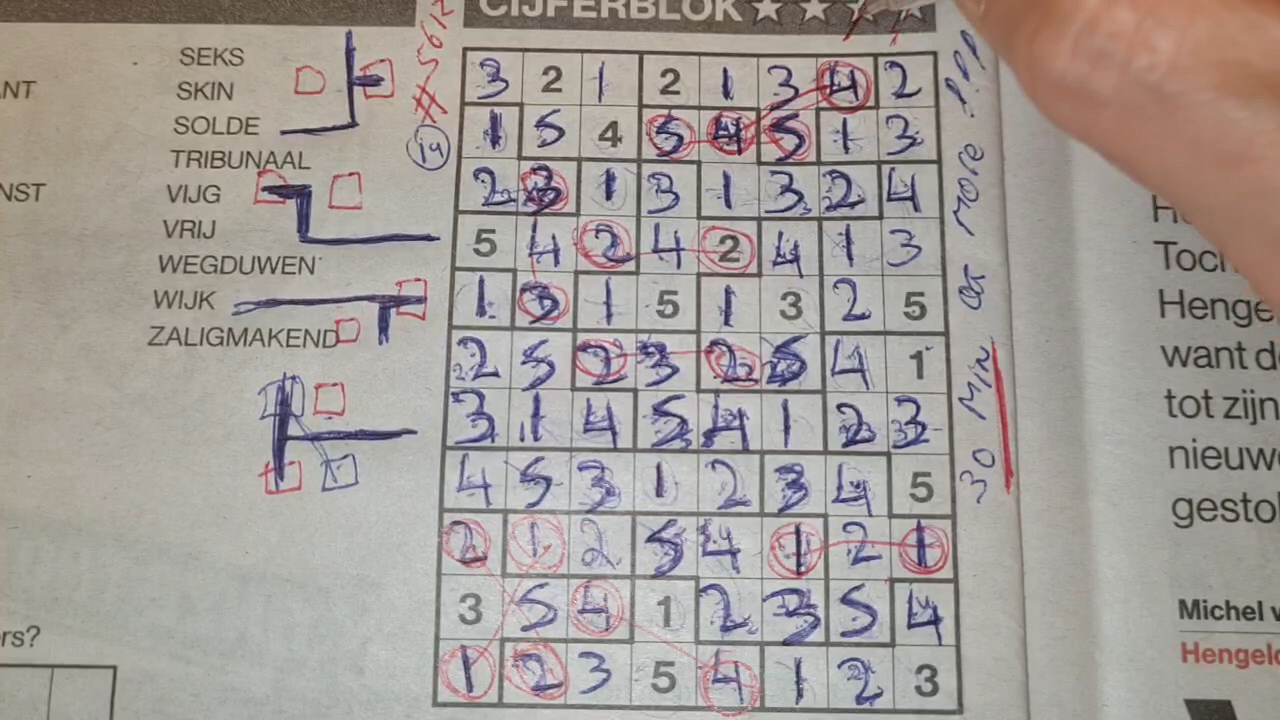 CIJFERBLOK
SEKS
SKIN
SOLDE
TRIBUNAAL
VIJG
VRIJ
WEGDUWEN
WIJK
ZALIGMAKEND
ANT
NST
ers?
14
3 2 1 2 1 3 4 2
1 5 4 5 4 5 1 3
2 3 1 3 1 3 2 4
5 4 2 4 2 4 1 3
1 3 1 5 1 3 2 5
2 5 2 3 2 5 4 1
3 1 4 5 4 1 2 3
4 5 3 1 2 3 4 5
2 1 2 5 4 1 2 1
3 5 4 1 2 3 5 4
1 2 3 5 4 1 2 3
30 Min or more ?.??
Toch
Henge
want d
tot zijn
nieuw
gesto
Michel v
Hengelo